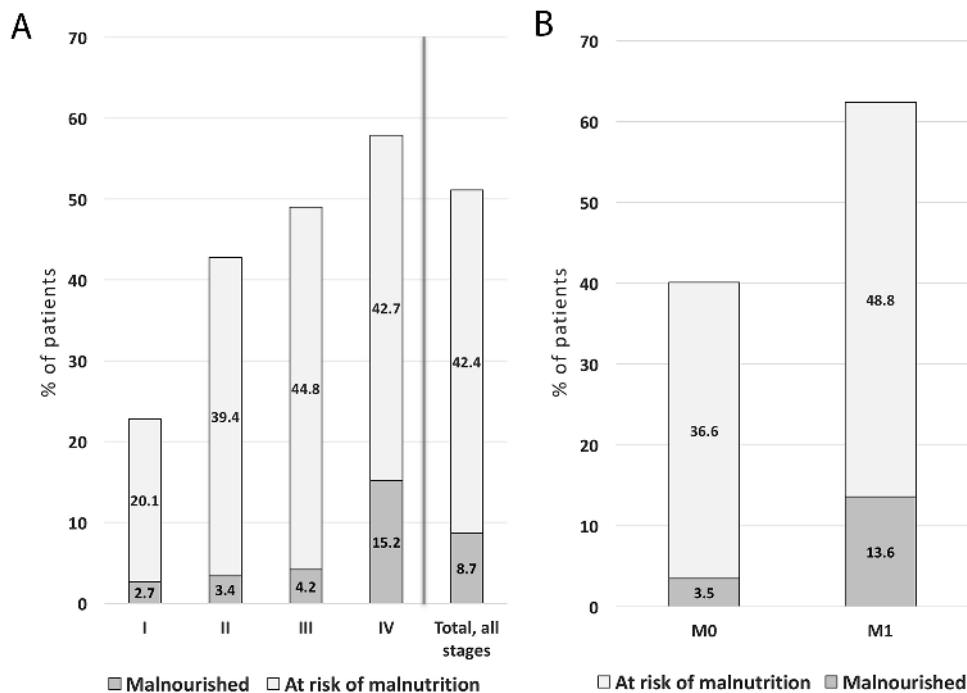 A
% of patients
70
60
50
40
30
20
10
0
20.1
2.7
39.4
3.4
44.8
4.2
42.7
15.2
42.4
8.7
I
II
III
IV
Total, all
stages
Malnourished
At risk of malnutrition
B
% of patients
70
60
50
40
30
20
10
0
36.6
3.5
48.8
13.6
M0
M1
At risk of malnutrition
Malnourished